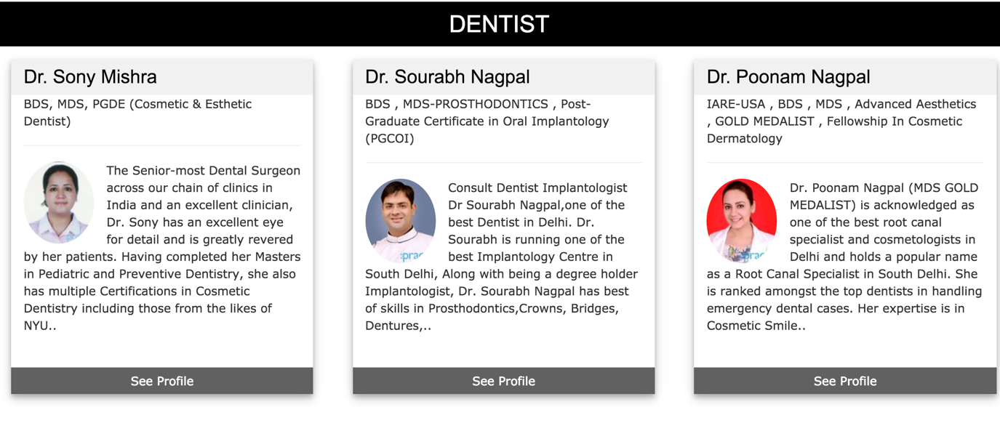 DENTIST
Dr. Sony Mishra
BDS, MDS, PGDE (Cosmetic & Esthetic
Dentist)
The Senior-most Dental Surgeon
across our chain of clinics in
India and an excellent clinician,
Dr. Sony has an excellent eye
for detail and is greatly revered
by her patients. Having completed her Masters
in Pediatric and Preventive Dentistry, she also
has multiple Certifications in Cosmetic
Dentistry including those from the likes of
NYU..
See Profile
Dr. Sourabh Nagpal
BDS , MDS-PROSTHODONTICS , Post-
Graduate Certificate in Oral Implantology
(PGCOI)
Consult Dentist Implantologist
Dr Sourabh Nagpal,one of the
best Dentist in Delhi. Dr.
Sourabh is running one of the
best Implantology Centre in
South Delhi, Along with being a degree holder
Implantologist, Dr. Sourabh Nagpal has best
of skills in Prosthodontics,Crowns, Bridges,
Dentures,..
See Profile
Dr. Poonam Nagpal
IARE-USA , BDS , MDS , Advanced Aesthetics
, GOLD MEDALIST , Fellowship In Cosmetic
Dermatology
Dr. Poonam Nagpal (MDS GOLD
MEDALIST) is acknowledged as
one of the best root canal
specialist and cosmetologists in
Delhi and holds a popular name
as a Root Canal Specialist in South Delhi. She
is ranked amongst the top dentists in handling
emergency dental cases. Her expertise is in
Cosmetic Smile..
See Profile